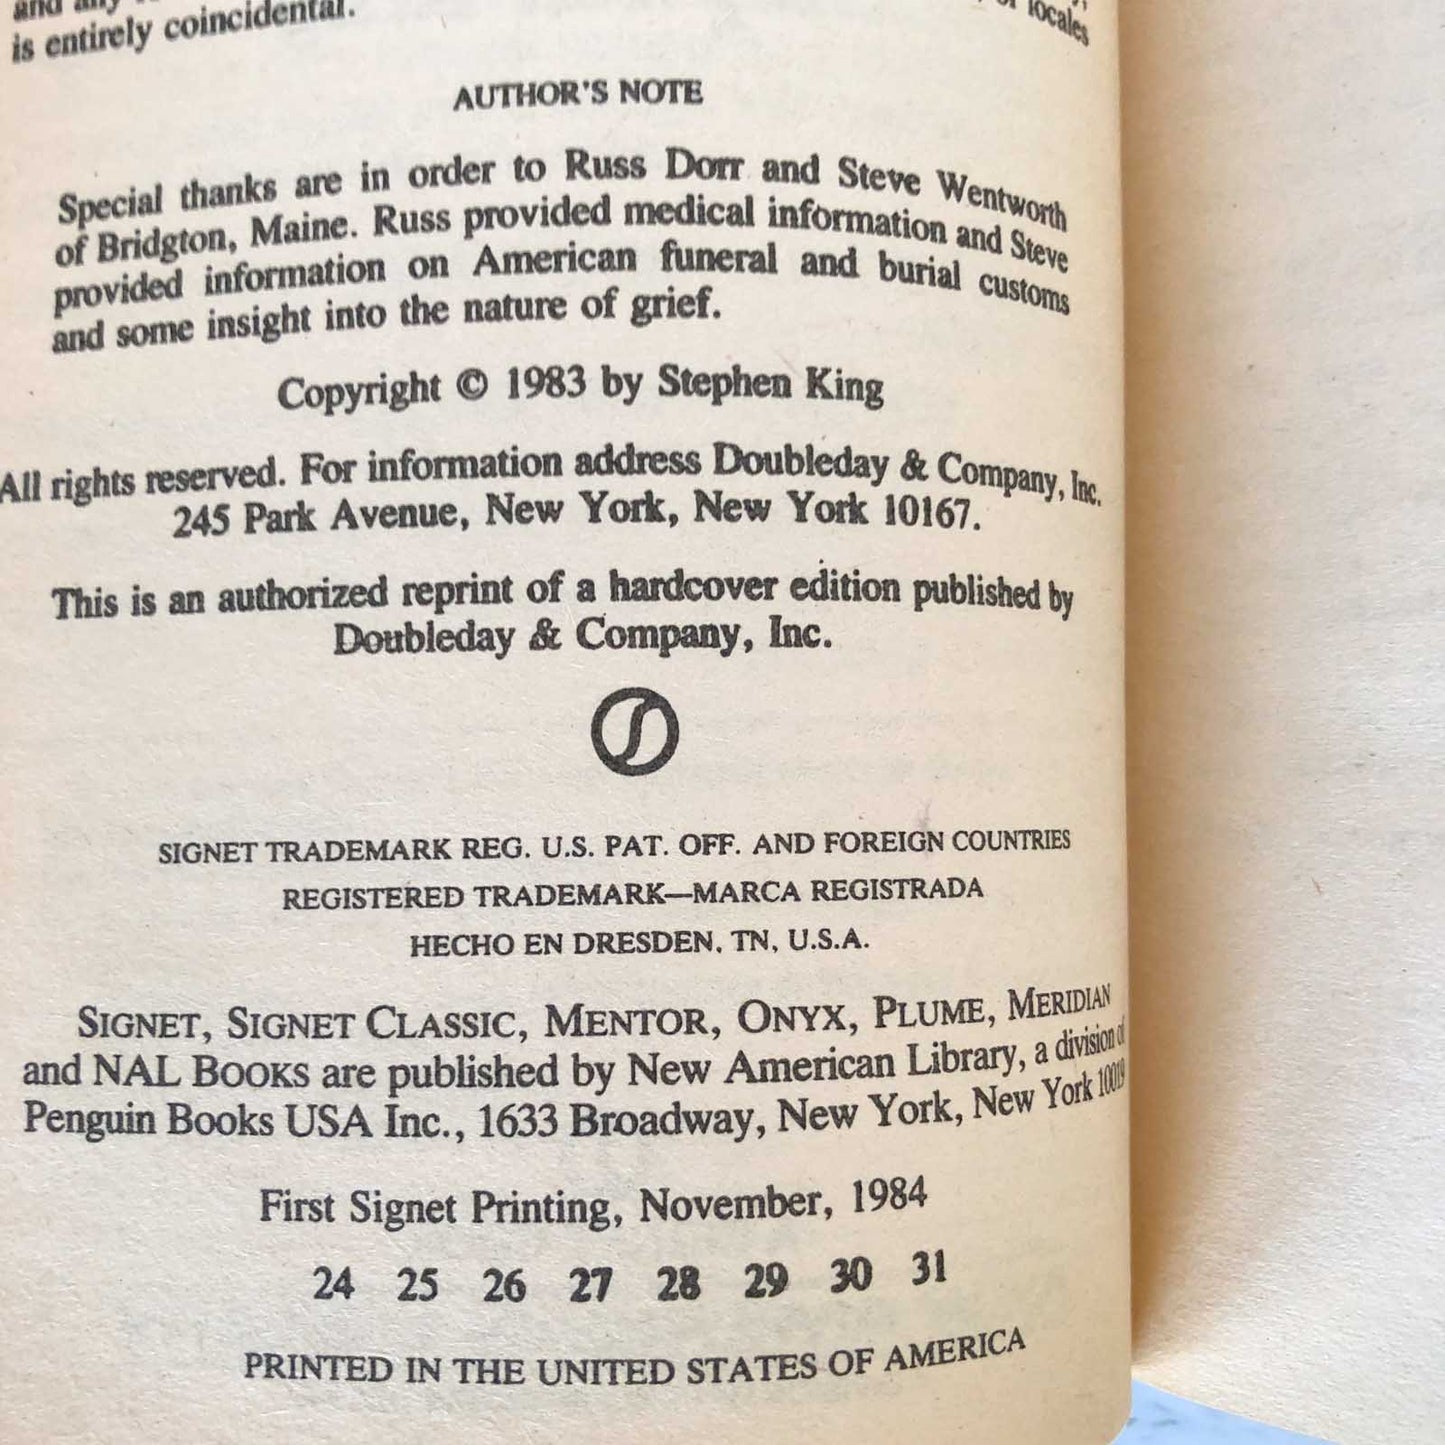 and any
locales
is entirely coincidental.
AUTHOR'S NOTE
Special thanks are in order to Russ Dorr and Steve Wentworth
of Bridgton, Maine. Russ provided medical information and Steve
provided information on American funeral and burial customs
and some insight into the nature of grief.
Copyright © 1983 by Stephen King
All rights reserved. For information address Doubleday & Company, Inc.
245 Park Avenue, New York, New York 10167.
This is an authorized reprint of a hardcover edition published by
Doubleday & Company, Inc.
SIGNET TRADEMARK REG. U.S. PAT. OFF. AND FOREIGN COUNTRIES
REGISTERED TRADEMARK—MARCA REGISTRADA
HECHO EN DRESDEN, TN, U.S.A.
SIGNET, SIGNET CLASSIC, MENTOR, ONYX, PLUME, MERIDIAN
and NAL BOOKS are published by New American Library, a division of
Penguin Books USA Inc., 1633 Broadway, New York, New York 10019
First Signet Printing, November, 1984
24 25 26 27 28 29 30 31
PRINTED IN THE UNITED STATES OF AMERICA